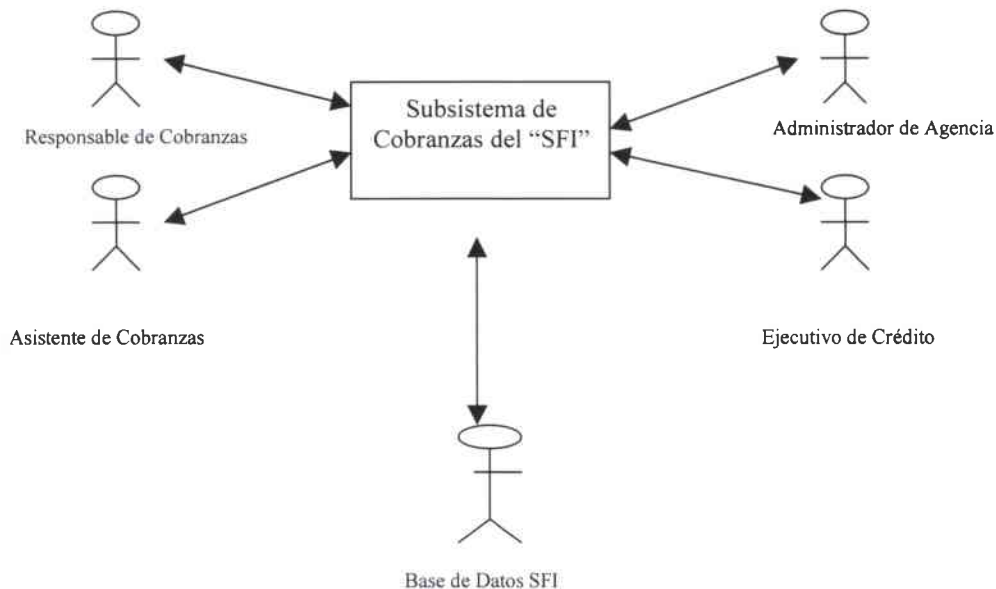 Subsistema de
Cobranzas del “SFI”
Responsable de Cobranzas
Administrador de Agencia
Asistente de Cobranzas
Ejecutivo de Crédito
Base de Datos SFI